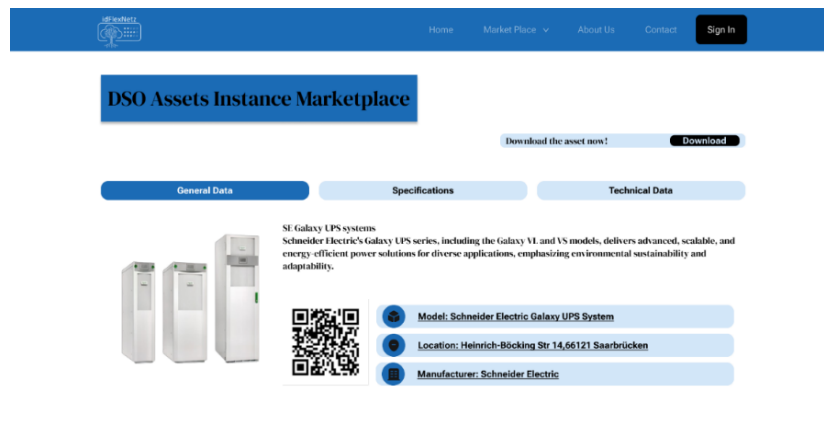 idFlexNetz
Home
Market Place
About Us
Contact
Sign In
DSO Assets Instance Marketplace
Download the asset now!
Download
General Data
Specifications
Technical Data
SE Galaxy UPS systems
Schneider Electric's Galaxy UPS series, including the Galaxy VL and VS models, delivers advanced, scalable, and
energy-efficient power solutions for diverse applications, emphasizing environmental sustainability and
adaptability.
Model: Schneider Electric Galaxy UPS System
Location: Heinrich-Böcking Str 14,66121 Saarbrücken
Manufacturer: Schneider Electric